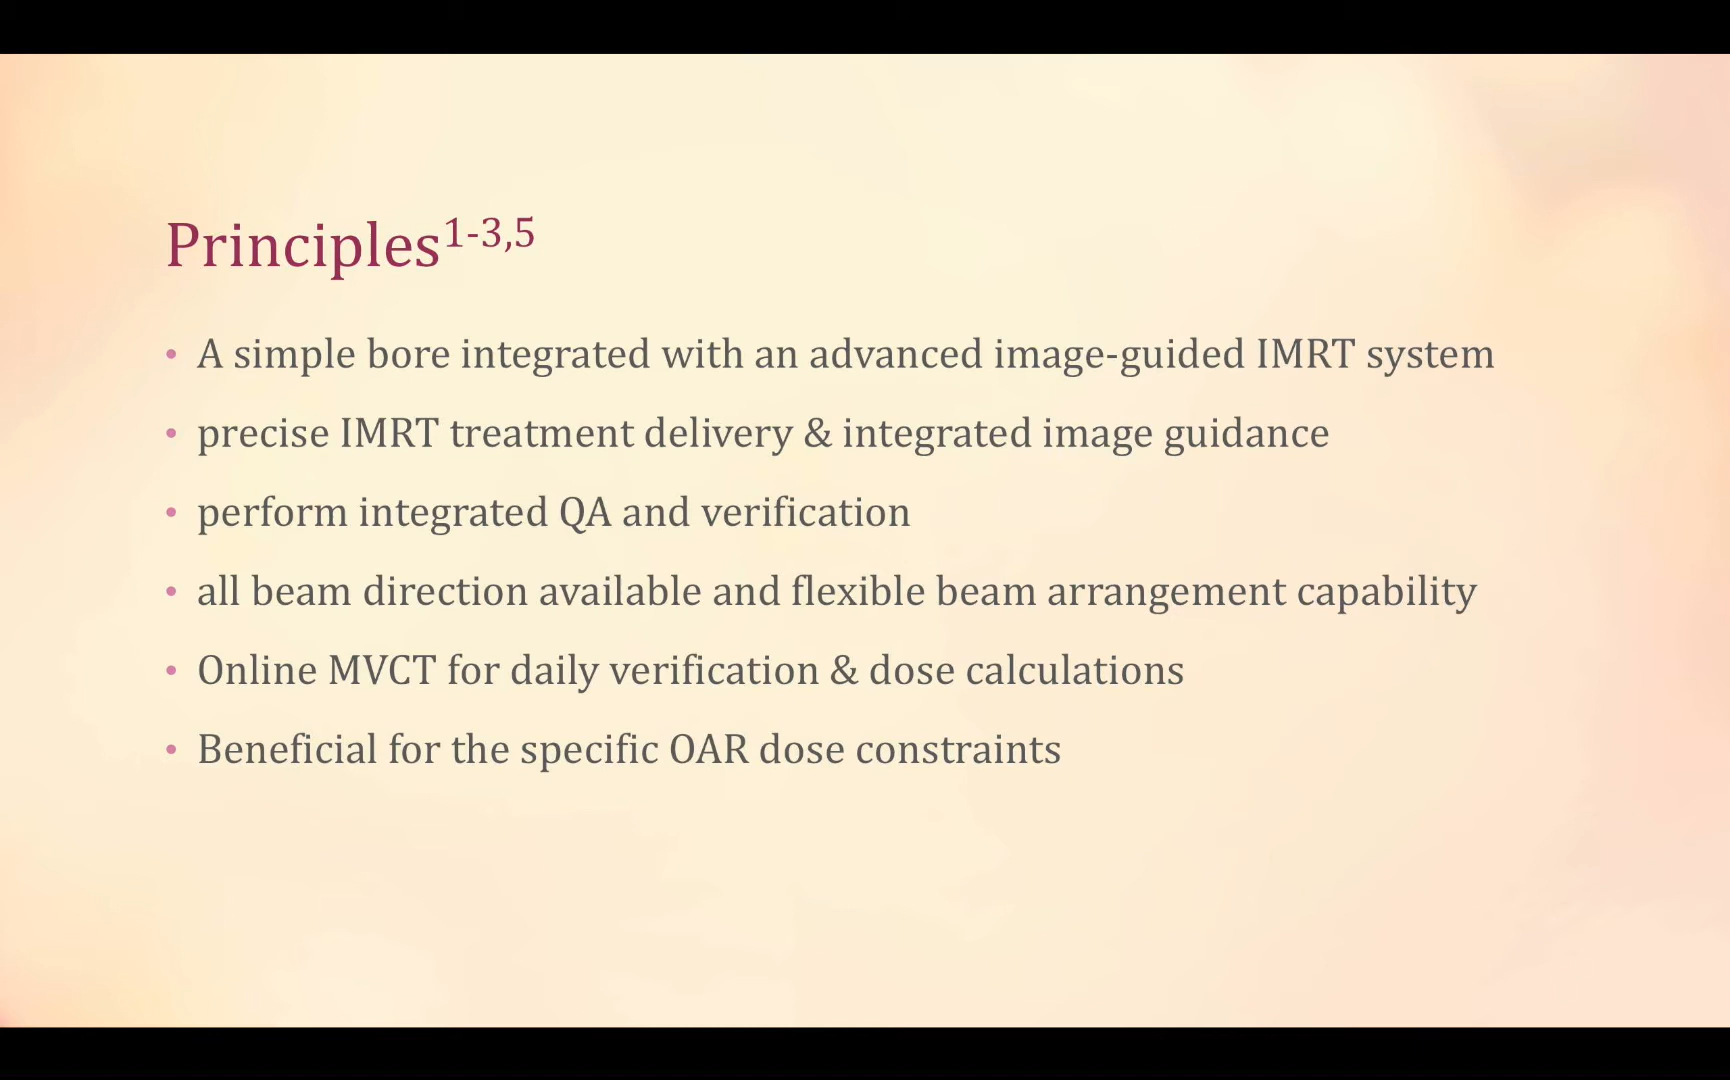 Principles1-3,5
• A simple bore integrated with an advanced image-guided IMRT system
• precise IMRT treatment delivery & integrated image guidance
• perform integrated QA and verification
• all beam direction available and flexible beam arrangement capability
• Online MVCT for daily verification & dose calculations
• Beneficial for the specific OAR dose constraints